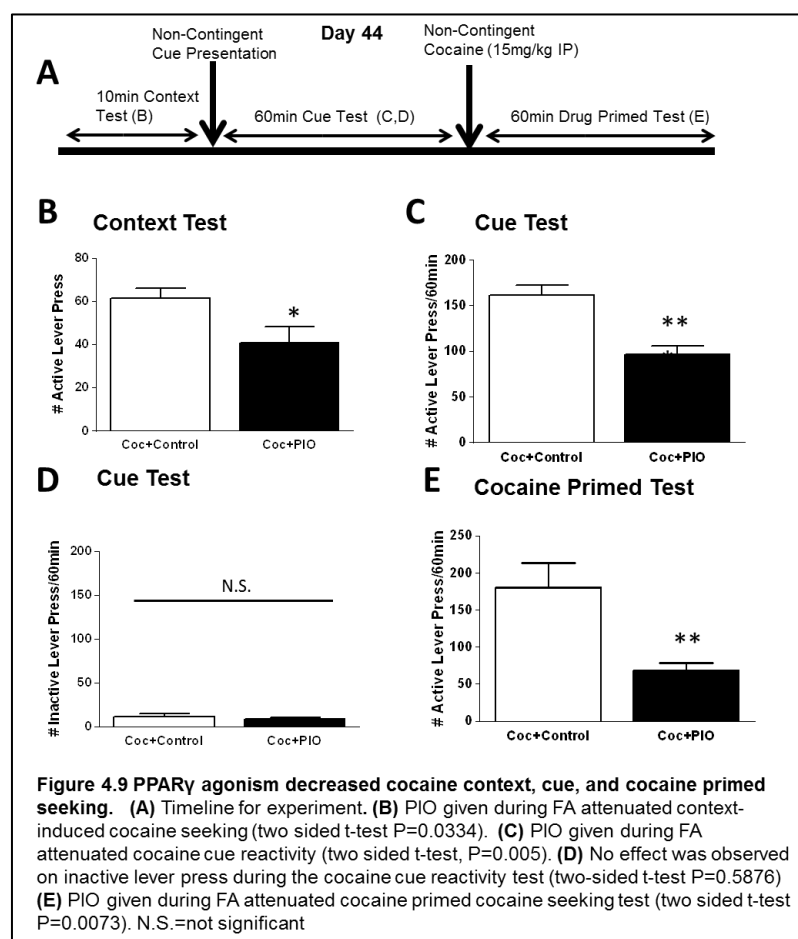 Day 44
Non-Contingent
Cue Presentation
Non-Contingent
Cocaine (15mg/kg IP)
A
10min Context
Test (B)
60min Cue Test (C,D)
60min Drug Primed Test (E)
B Context Test
# Active Lever Press
80
60
40
20
0
*
Coc+Control Coc+PIO
C Cue Test
# Active Lever Press/60min
200
150
100
50
0
**
*
Coc+Control Coc+PIO
D Cue Test
# Inactive Lever Press/60min
200
150
100
50
0
N.S.
Coc+Control Coc+PIO
E Cocaine Primed Test
# Active Lever Press/60min
250
200
150
100
50
0
**
Coc+Control Coc+PIO
Figure 4.9 PPARγ agonism decreased cocaine context, cue, and cocaine primed
seeking. (A) Timeline for experiment. (B) PIO given during FA attenuated context-
induced cocaine seeking (two sided t-test P=0.0334). (C) PIO given during FA
attenuated cocaine cue reactivity (two sided t-test, P=0.005). (D) No effect was observed
on inactive lever press during the cocaine cue reactivity test (two-sided t-test P=0.5876)
(E) PIO given during FA attenuated cocaine primed cocaine seeking test (two sided t-test
P=0.0073). N.S.=not significant